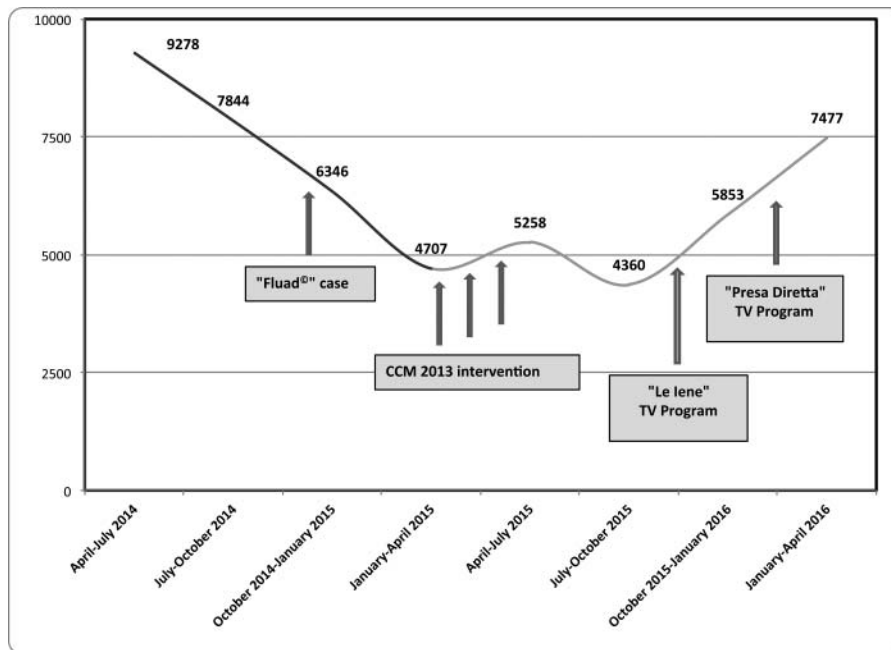 10000
9278
7844
7477
7500
6346
5853
5258
5000
4707
4360
"Fluad©" case
"Presa Diretta"
TV Program
CCM 2013 intervention
2500
"Le Iene"
TV Program
0
April-July 2014
July-October 2014
October 2014-January 2015
January-April 2015
April-July 2015
July-October 2015
October 2015-January 2016
January-April 2016